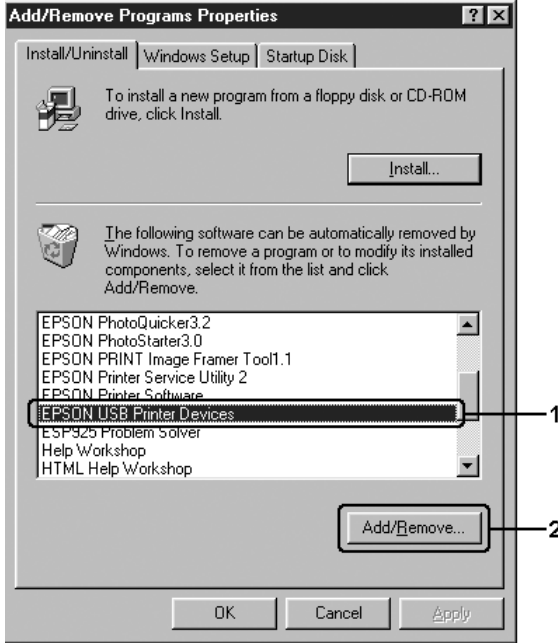 Add/Remove Programs Properties
Install/Uninstall Windows Setup Startup Disk
To install a new program from a floppy disk or CD-ROM
drive, click Install.
Install...
The following software can be automatically removed by
Windows. To remove a program or to modify its installed
components, select it from the list and click
Add/Remove.
EPSON PhotoQuicker3.2
EPSON PhotoStarter3.0
EPSON PRINT Image Framer Tool1.1
EPSON Printer Service Utility 2
EPSON Printer Software
EPSON USB Printer Devices
1
ESP925 Problem Solver
Help Workshop
HTML Help Workshop
Add/Remove...
2
OK Cancel Apply